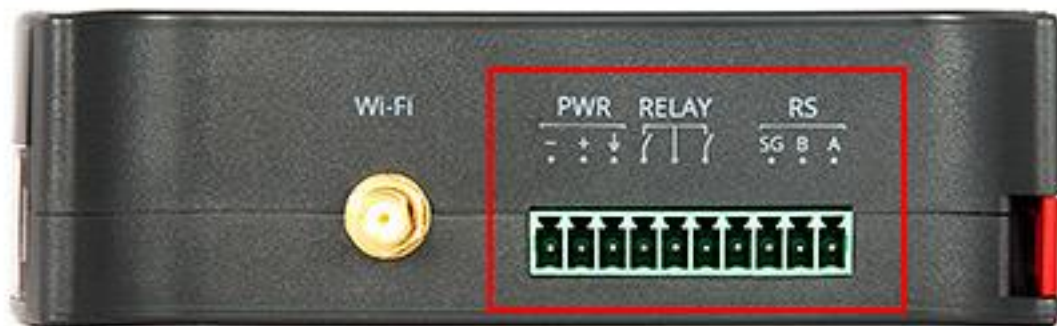 Wi-Fi
PWR RELAY RS
- + ⏚
SG B A